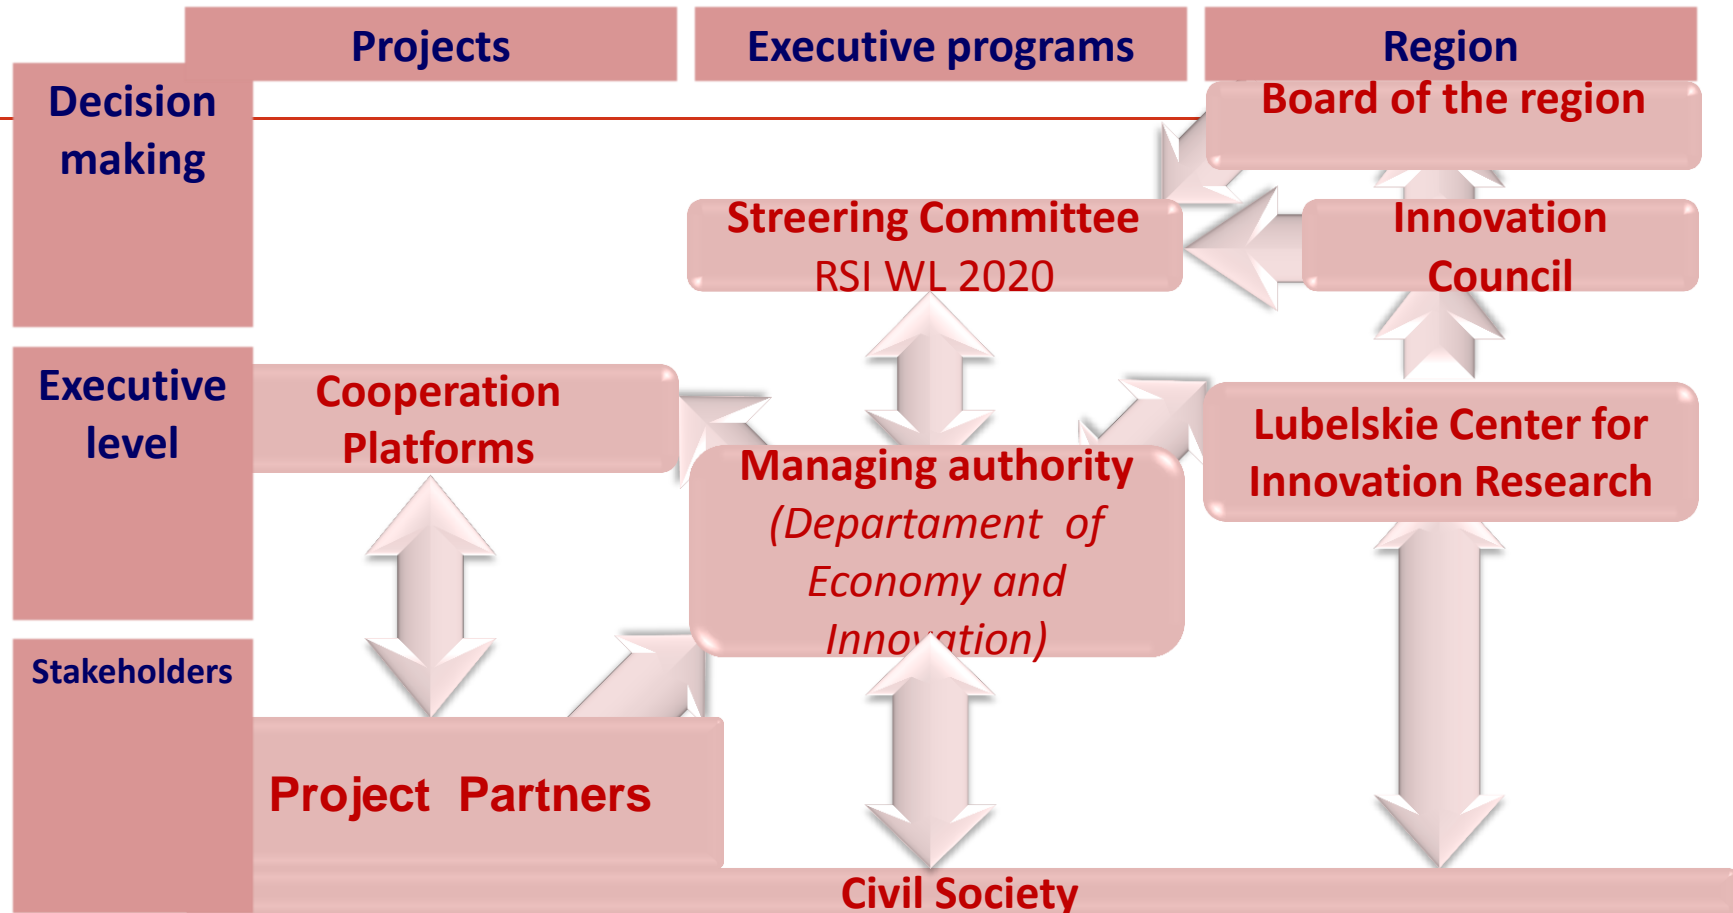 Projects
Executive programs
Region
Decision
making
Board of the region
Streering Committee
RSI WL 2020
Innovation
Council
Executive
level
Cooperation
Platforms
Managing authority
(Departament  of
Economy and
Innovation)
Lubelskie Center for
Innovation Research
Stakeholders
Project  Partners
Civil Society